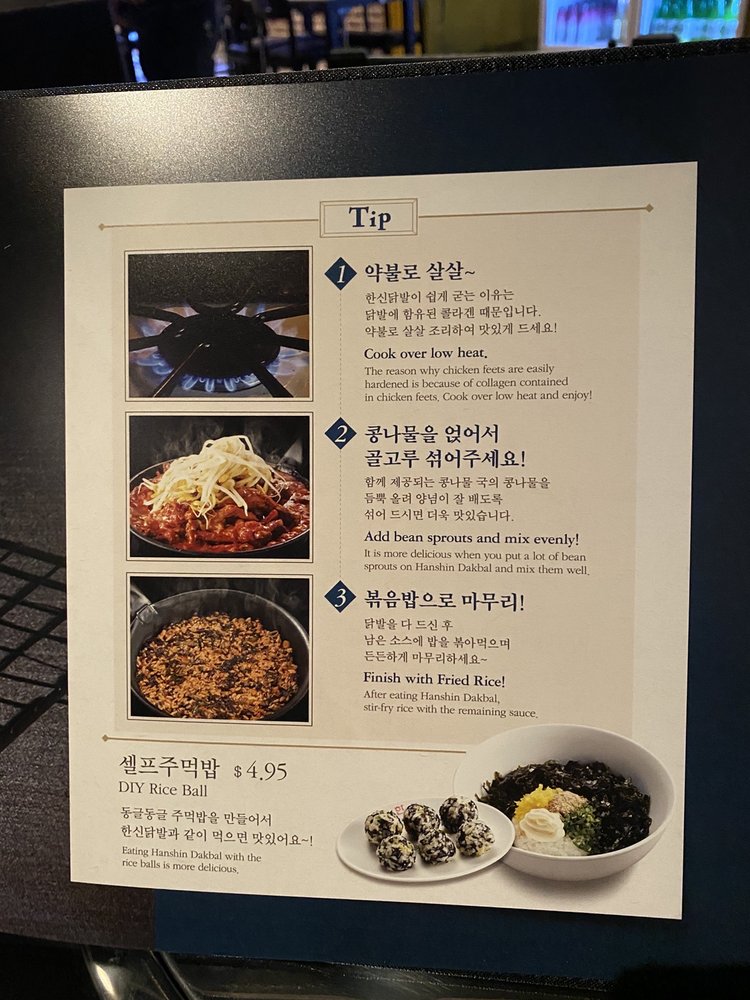 Tip
1 약불로 살살~
한신닭발이 쉽게 굳는 이유는
닭발에 함유된 콜라겐 때문입니다.
약불로 살살 조리하여 맛있게 드세요!
Cook over low heat.
The reason why chicken feets are easily
hardened is because of collagen contained
in chicken feets. Cook over low heat and enjoy!
2 콩나물을 얹어서
골고루 섞어주세요!
함께 제공되는 콩나물 국의 콩나물을
듬뿍 올려 양념이 잘 배도록
섞어 드시면 더욱 맛있습니다.
Add bean sprouts and mix evenly!
It is more delicious when you put a lot of bean
sprouts on Hanshin Dakbal and mix them well.
3 볶음밥으로 마무리!
닭발을 다 드신 후
남은 소스에 밥을 볶아먹으며
든든하게 마무리하세요~
Finish with Fried Rice!
After eating Hanshin Dakbal,
stir-fry rice with the remaining sauce.
셀프주먹밥 $4.95
DIY Rice Ball
동글동글 주먹밥을 만들어서
한신닭발과 같이 먹으면 맛있어요~!
Eating Hanshin Dakbal with the
rice balls is more delicious.